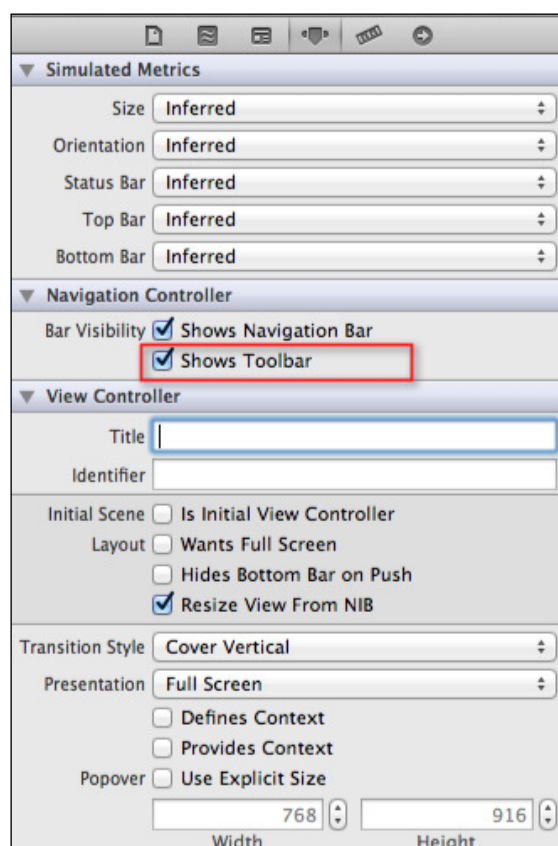 Simulated Metrics
Size Inferred
Orientation Inferred
Status Bar Inferred
Top Bar Inferred
Bottom Bar Inferred
Navigation Controller
Bar Visibility Shows Navigation Bar
Shows Toolbar
View Controller
Title
Identifier
Initial Scene Is Initial View Controller
Layout Wants Full Screen
Hides Bottom Bar on Push
Resize View From NIB
Transition Style Cover Vertical
Presentation Full Screen
Defines Context
Provides Context
Popover Use Explicit Size
768 916
Width Height